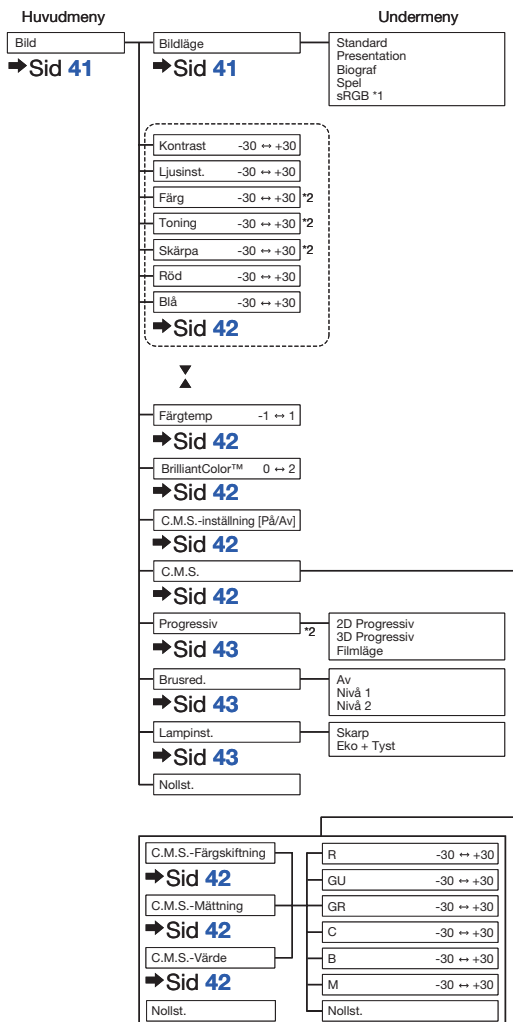 Huvudmeny
Undermeny
Bild
➡Sid 41
Bildläge
➡Sid 41
Standard
Presentation
Biograf
Spel
sRGB *1
Kontrast -30 ↔ +30
Ljusinst. -30 ↔ +30
Färg -30 ↔ +30 *2
Toning -30 ↔ +30 *2
Skärpa -30 ↔ +30 *2
Röd -30 ↔ +30
Blå -30 ↔ +30
➡Sid 42
Färgtemp -1 ↔ 1
➡Sid 42
BrilliantColor™ 0 ↔ 2
➡Sid 42
C.M.S.-inställning [På/Av]
➡Sid 42
C.M.S.
➡Sid 42
Progressiv *2
➡Sid 43
2D Progressiv
3D Progressiv
Filmläge
Brusred.
➡Sid 43
Av
Nivå 1
Nivå 2
Lampinst.
➡Sid 43
Skarp
Eko + Tyst
Nollst.
C.M.S.-Färgskiftning
➡Sid 42
C.M.S.-Mättning
➡Sid 42
C.M.S.-Värde
➡Sid 42
Nollst.
R -30 ↔ +30
GU -30 ↔ +30
GR -30 ↔ +30
C -30 ↔ +30
B -30 ↔ +30
M -30 ↔ +30
Nollst.